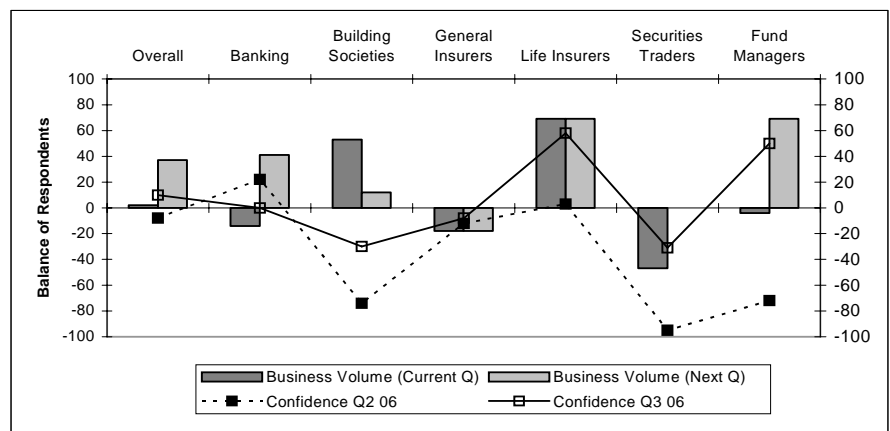 Building General Securities Fund
Overall Banking Societies Insurers Life Insurers Traders Managers
100 100
80 80
60 60
40 40
20 20
0 0
-20 -20
-40 -40
-60 -60
-80 -80
-100 -100
Balance of Respondents
Business Volume (Current Q) Business Volume (Next Q)
Confidence Q2 06 Confidence Q3 06